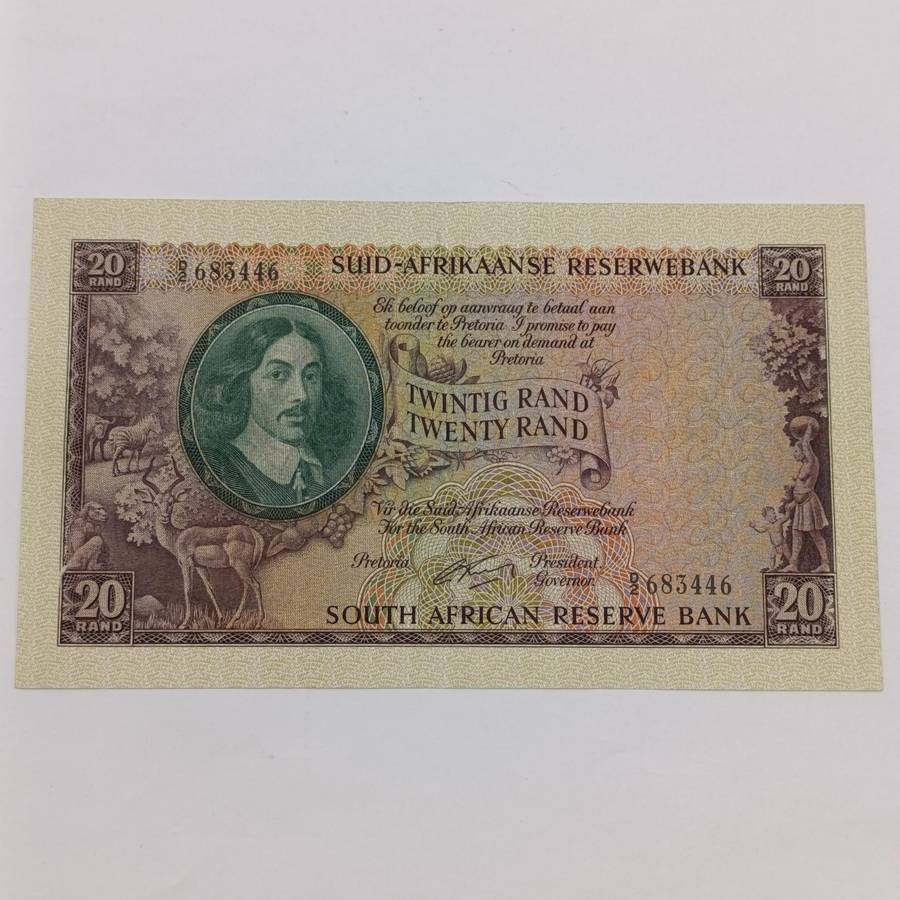 20 RAND
D/2 683446
SUID-AFRIKAANSE RESERWEBANK
20 RAND
Ek beloof op aanvraag te betaal aan
toonder te Pretoria I promise to pay
the bearer on demand at
Pretoria
TWINTIG RAND
TWENTY RAND
Vir die Suid-Afrikaanse Reserwebank
For the South African Reserve Bank
Pretoria President,
Governor.
D/2 683446
20 RAND
SOUTH AFRICAN RESERVE BANK
20 RAND